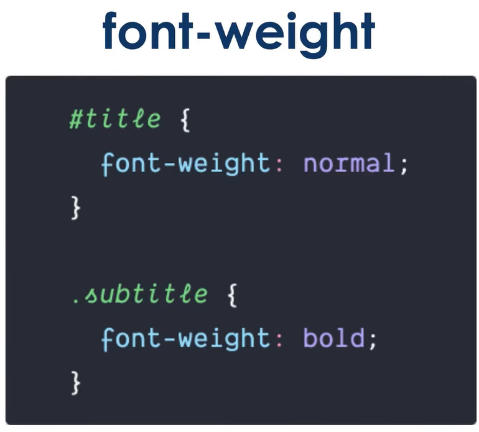 font-weight
#title {
font-weight: normal;
}
.subtitle {
font-weight: bold;
}